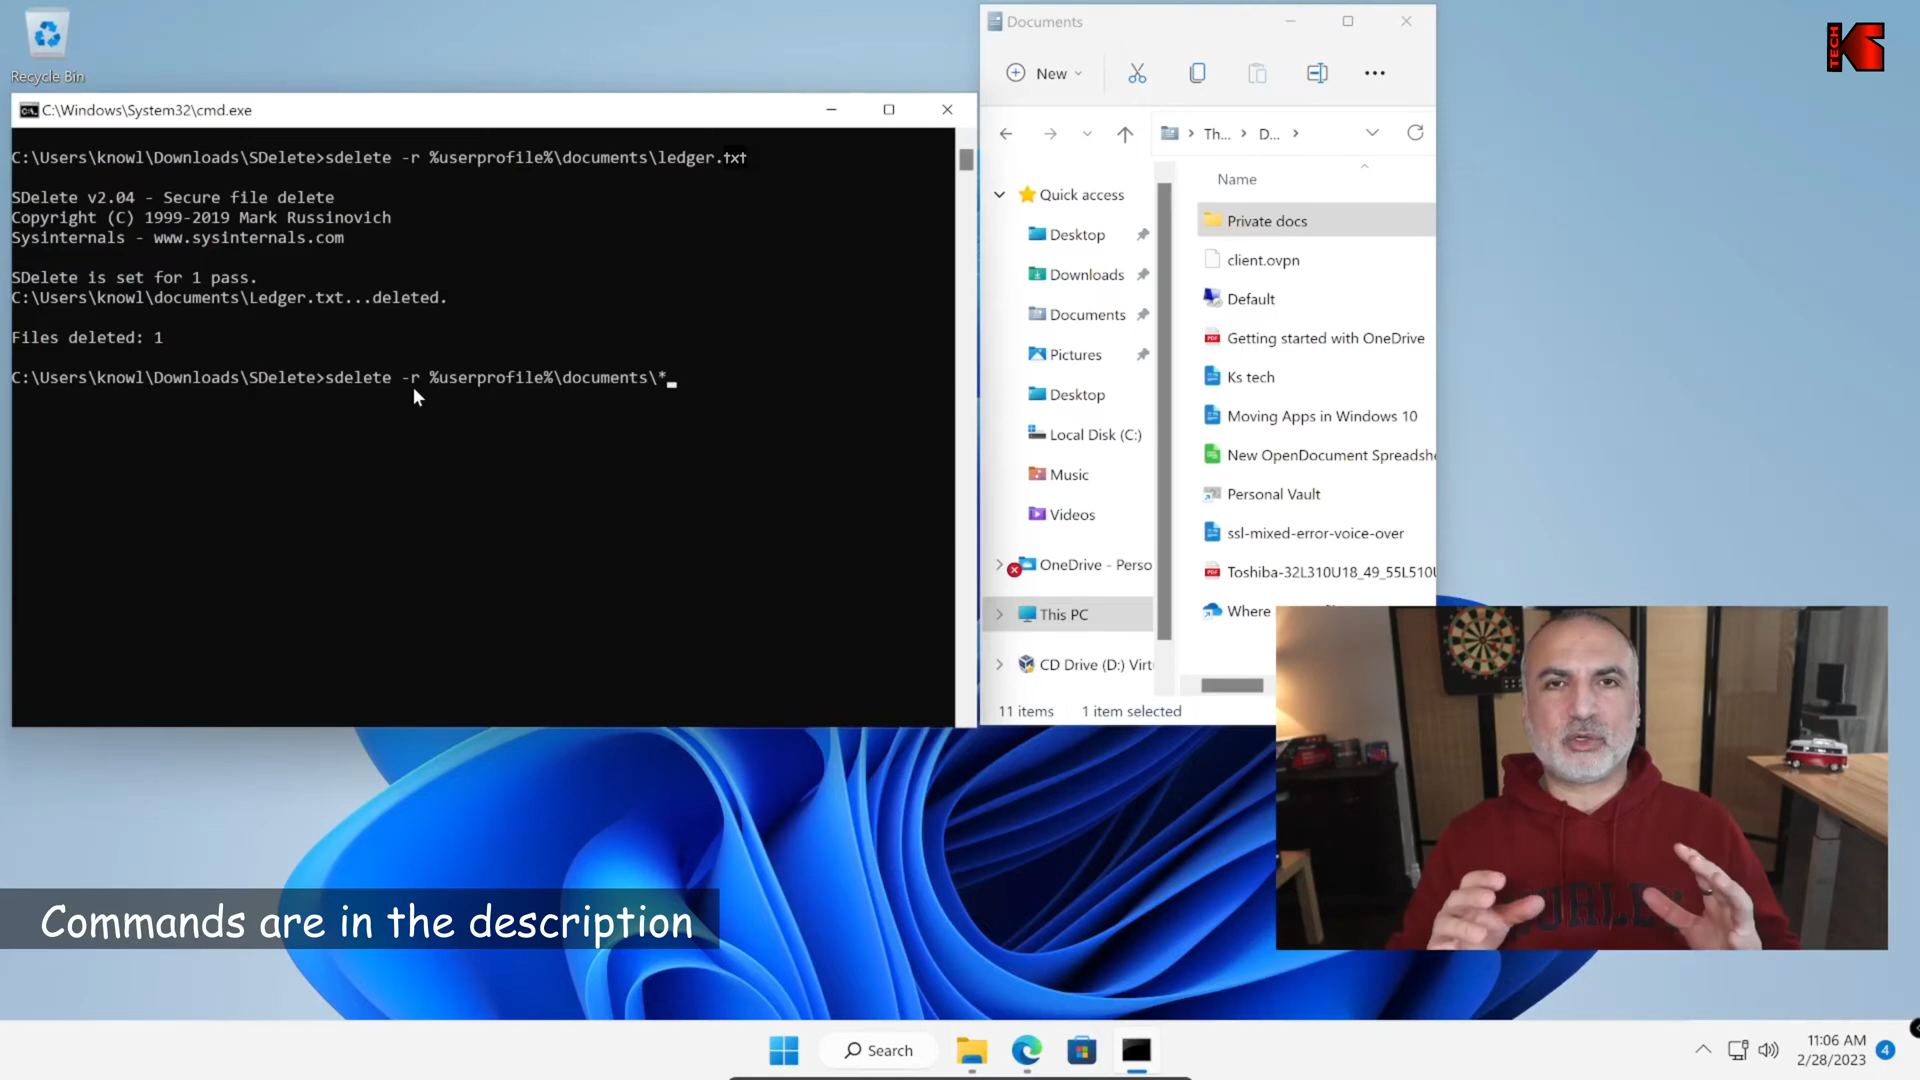 Recycle Bin
C:\Windows\System32\cmd.exe
C:\Users\knowl\Downloads\SDelete>sdelete -r %userprofile%\documents\ledger.txt
SDelete v2.04 - Secure file delete
Copyright (C) 1999-2019 Mark Russinovich
Sysinternals - www.sysinternals.com
SDelete is set for 1 pass.
C:\Users\knowl\documents\Ledger.txt...deleted.
Files deleted: 1
C:\Users\knowl\Downloads\SDelete>sdelete -r %userprofile%\documents\*
Documents
New
Th... > D... >
Quick access
Desktop
Downloads
Documents
Pictures
Desktop
Local Disk (C:)
Music
Videos
OneDrive - Perso
This PC
CD Drive (D:) Virt
Name
Private docs
client.ovpn
Default
Getting started with OneDrive
Ks tech
Moving Apps in Windows 10
New OpenDocument Spreadshe
Personal Vault
ssl-mixed-error-voice-over
Toshiba-32L310U18_49_55L510U
Where
11 items 1 item selected
TECH KS
Commands are in the description
Search
11:06 AM
2/28/2023
4